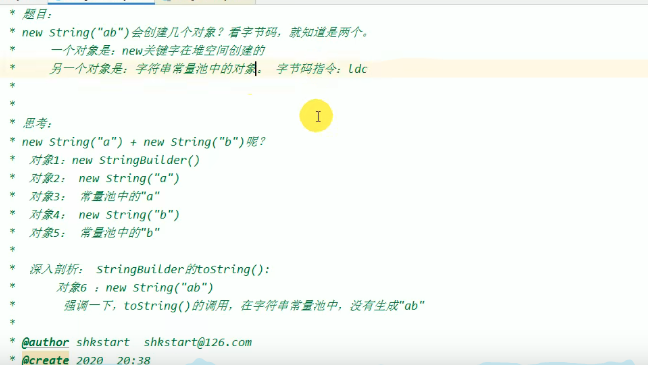 * 题目:
* new String("ab")会创建几个对象？看字节码，就知道是两个。
* 一个对象是：new关键字在堆空间创建的
* 另一个对象是：字符串常量池中的对象。 字节码指令：ldc
*
*
* 思考:
* new String("a") + new String("b")呢？
* 对象1：new StringBuilder()
* 对象2： new String("a")
* 对象3： 常量池中的"a"
* 对象4： new String("b")
* 对象5： 常量池中的"b"
*
* 深入剖析： StringBuilder的toString():
* 对象6 ：new String("ab")
* 强调一下，toString()的调用，在字符串常量池中，没有生成"ab"
*
* @author shkstart shkstart@126.com
* @create 2020 20:38